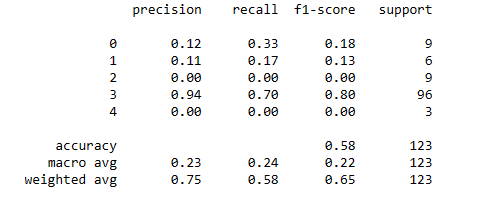 precision recall f1-score support
0 0.12 0.33 0.18 9
1 0.11 0.17 0.13 6
2 0.00 0.00 0.00 9
3 0.94 0.70 0.80 96
4 0.00 0.00 0.00 3
accuracy 0.58 123
macro avg 0.23 0.24 0.22 123
weighted avg 0.75 0.58 0.65 123